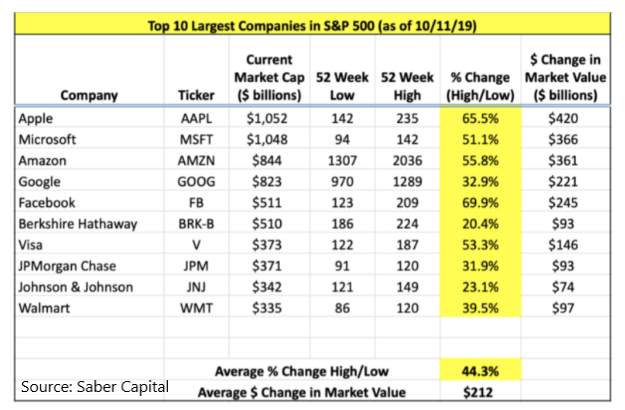 Top 10 Largest Companies in S&P 500 (as of 10/11/19)
Company Ticker Current Market Cap ($ billions) 52 Week Low 52 Week High % Change (High/Low) $ Change in Market Value ($ billions)
Apple AAPL $1,052 142 235 65.5% $420
Microsoft MSFT $1,048 94 142 51.1% $366
Amazon AMZN $844 1307 2036 55.8% $361
Google GOOG $823 970 1289 32.9% $221
Facebook FB $511 123 209 69.9% $245
Berkshire Hathaway BRK-B $510 186 224 20.4% $93
Visa V $373 122 187 53.3% $146
JPMorgan Chase JPM $371 91 120 31.9% $93
Johnson & Johnson JNJ $342 121 149 23.1% $74
Walmart WMT $335 86 120 39.5% $97
Average % Change High/Low 44.3%
Source: Saber Capital
Average $ Change in Market Value $212